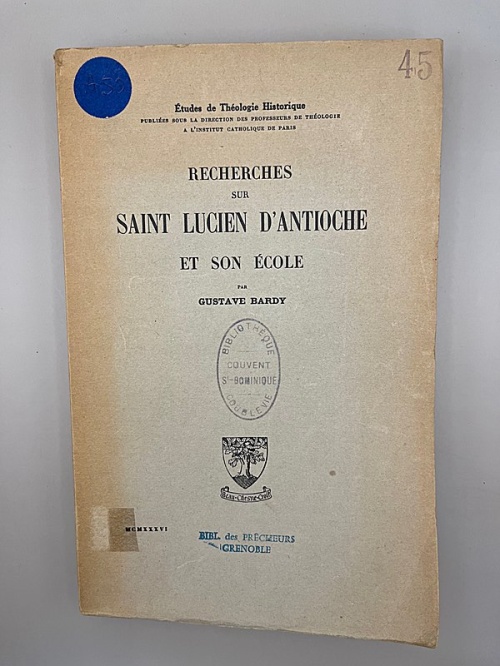 45
Études de Théologie Historique
PUBLIÉES SOUS LA DIRECTION DES PROFESSEURS DE THÉOLOGIE
A L'INSTITUT CATHOLIQUE DE PARIS
RECHERCHES
SUR
SAINT LUCIEN D'ANTIOCHE
ET SON ÉCOLE
PAR
GUSTAVE BARDY
BIBLIOTHÈQUE
COUVENT
St-DOMINIQUE
COUBLEVIE
MCMXXXVI
BIBL. des PRÊCHEURS
GRENOBLE